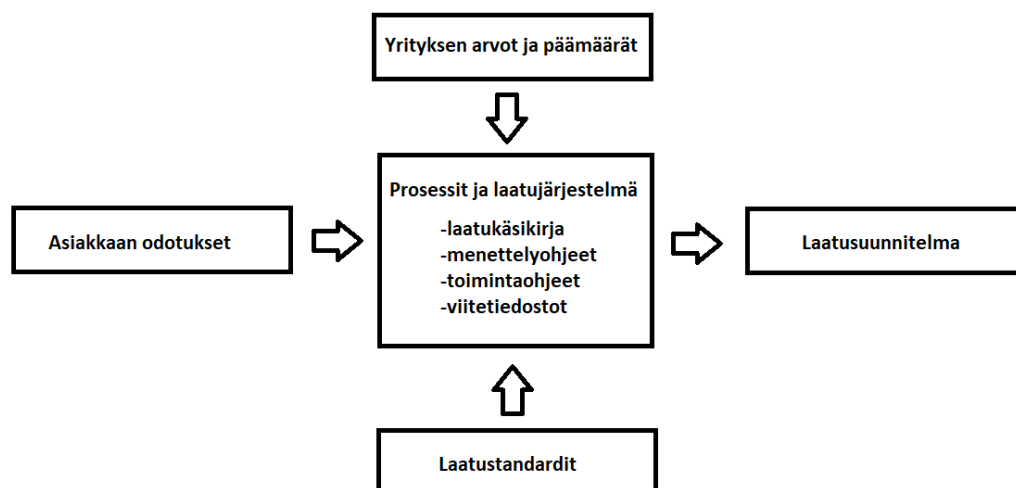 Yrityksen arvot ja päämäärät
Asiakkaan odotukset
Prosessit ja laatujärjestelmä
-laatukäsikirja
-menettelyohjeet
-toimintaohjeet
-viitetiedostot
Laatusuunnitelma
Laatustandardit